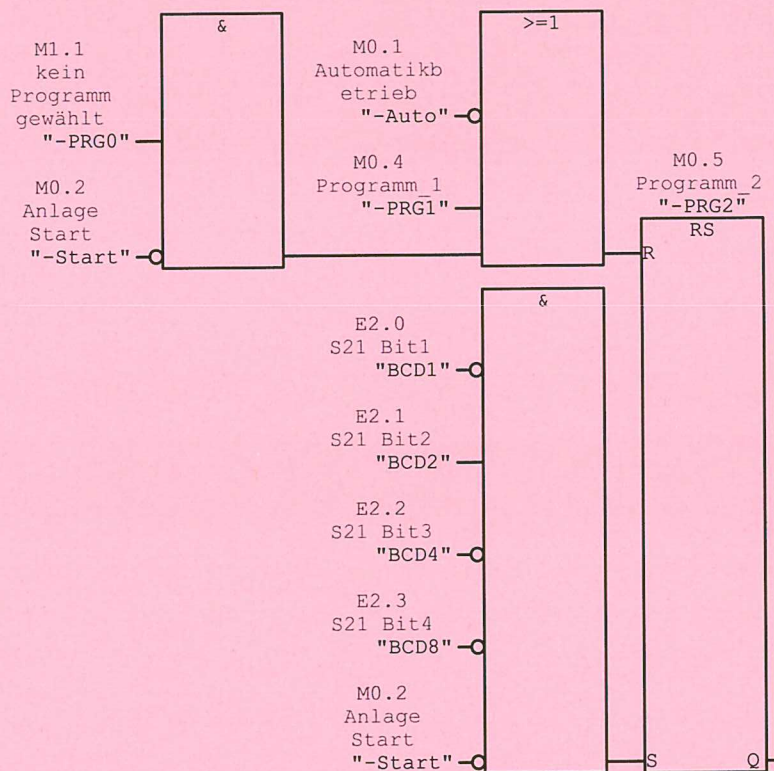 &
M1.1
kein
Programm
gewählt
"-PRG0"
M0.2
Anlage
Start
"-Start"
>=1
M0.1
Automatikb
etrieb
"-Auto"
M0.4
Programm_1
"-PRG1"
M0.5
Programm_2
"-PRG2"
RS
R
&
E2.0
S21 Bit1
"BCD1"
E2.1
S21 Bit2
"BCD2"
E2.2
S21 Bit3
"BCD4"
E2.3
S21 Bit4
"BCD8"
M0.2
Anlage
Start
"-Start"
S
Q